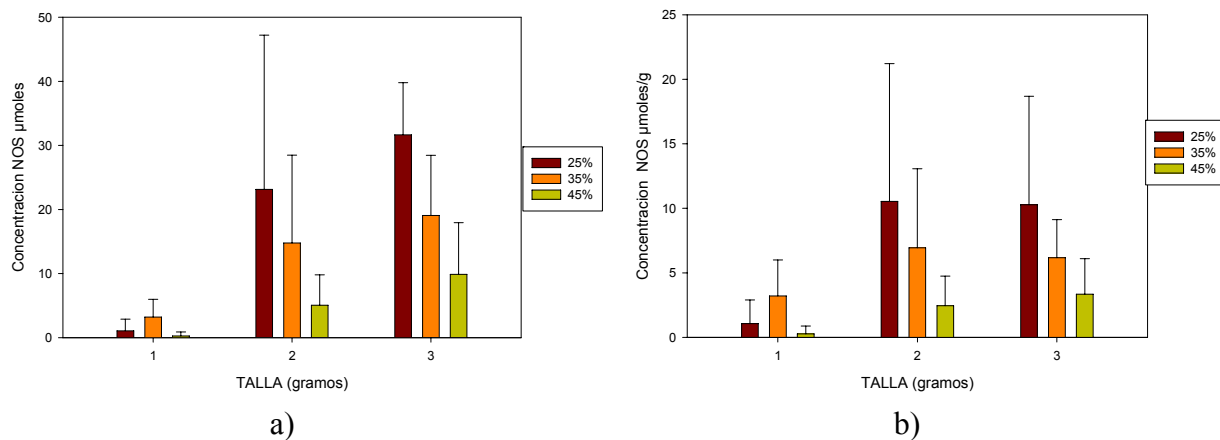 50
40
30
20
10
0
Concentracion NOS µmoles
1 2 3
TALLA (gramos)
25%
35%
45%
a)
25
20
15
10
5
0
Concentracion NOS µmoles/g
1 2 3
TALLA (gramos)
25%
35%
45%
b)